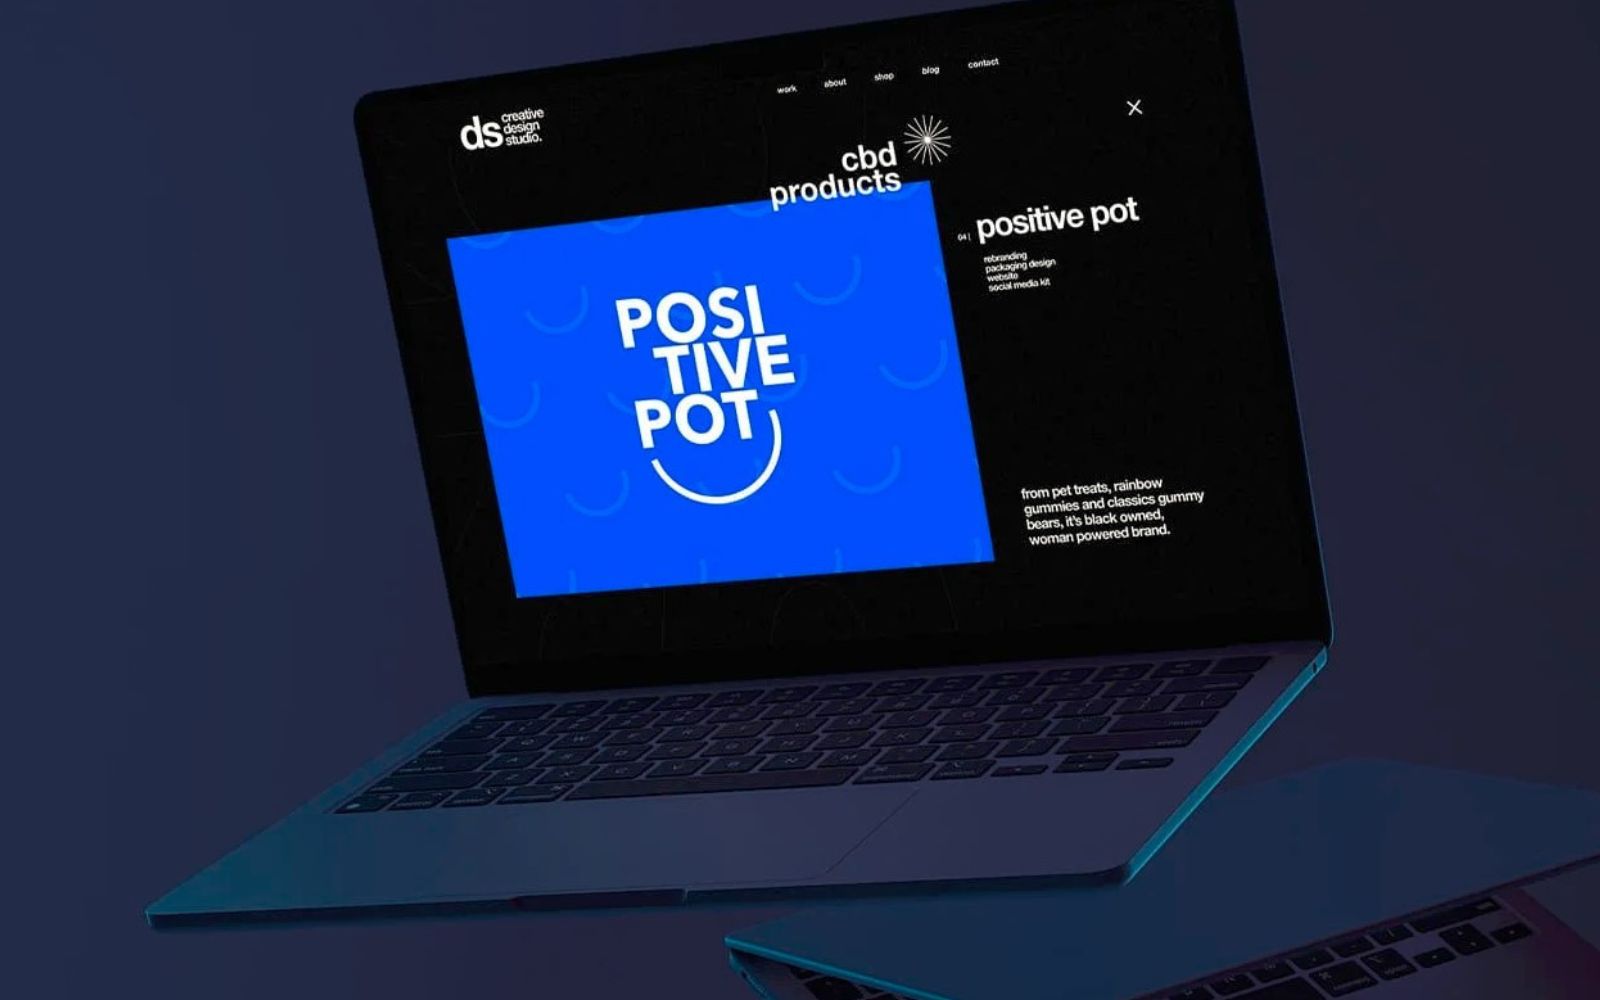 work about shop blog contact
ds creative
design
studio.
cbd
products
POSI
TIVE
POT
04 | positive pot
rebranding
packaging design
website
social media kit
from pet treats, rainbow
gummies and classics gummy
bears, it's black owned,
woman powered brand.